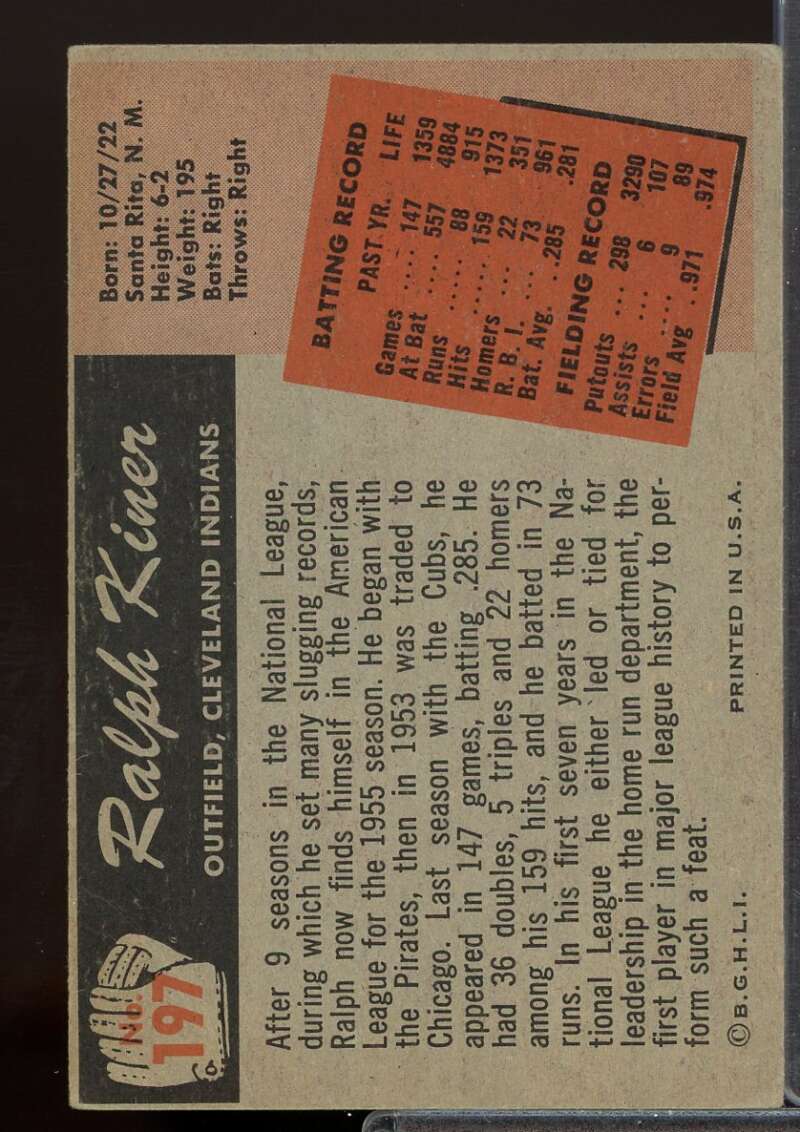 No.
197
Ralph Kiner
OUTFIELD, CLEVELAND INDIANS
Born: 10/27/22
Santa Rita, N. M.
Height: 6-2
Weight: 195
Bats: Right
Throws: Right
After 9 seasons in the National League,
during which he set many slugging records,
Ralph now finds himself in the American
League for the 1955 season. He began with
the Pirates, then in 1953 was traded to
Chicago. Last season with the Cubs, he
appeared in 147 games, batting .285. He
had 36 doubles, 5 triples and 22 homers
among his 159 hits, and he batted in 73
runs. In his first seven years in the Na-
tional League he either led or tied for
leadership in the home run department, the
first player in major league history to per-
form such a feat.
BATTING RECORD
PAST YR. LIFE
Games ..... 147 1359
At Bat .... 557 4884
Runs ...... 88 915
Hits ...... 159 1373
Homers ... 22 351
R. B. I. ... 73 961
Bat. Avg. . .285 .281
FIELDING RECORD
Putouts ... 298 3290
Assists ... 6 107
Errors .... 9 89
Field Avg . .971 .974
© B.G.H.L.I. PRINTED IN U.S.A.